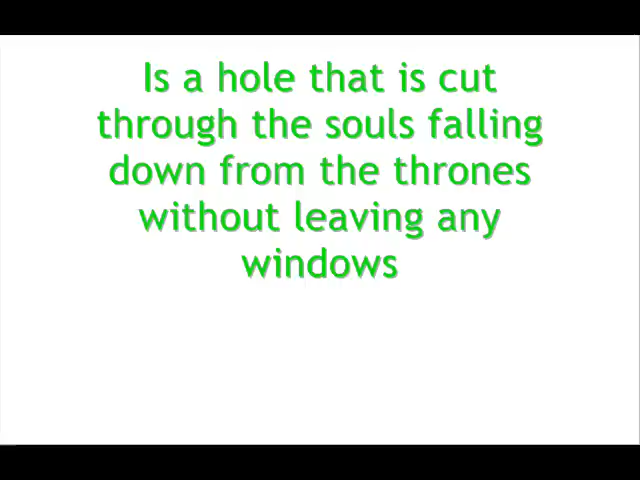 Is a hole that is cut
through the souls falling
down from the thrones
without leaving any
windows